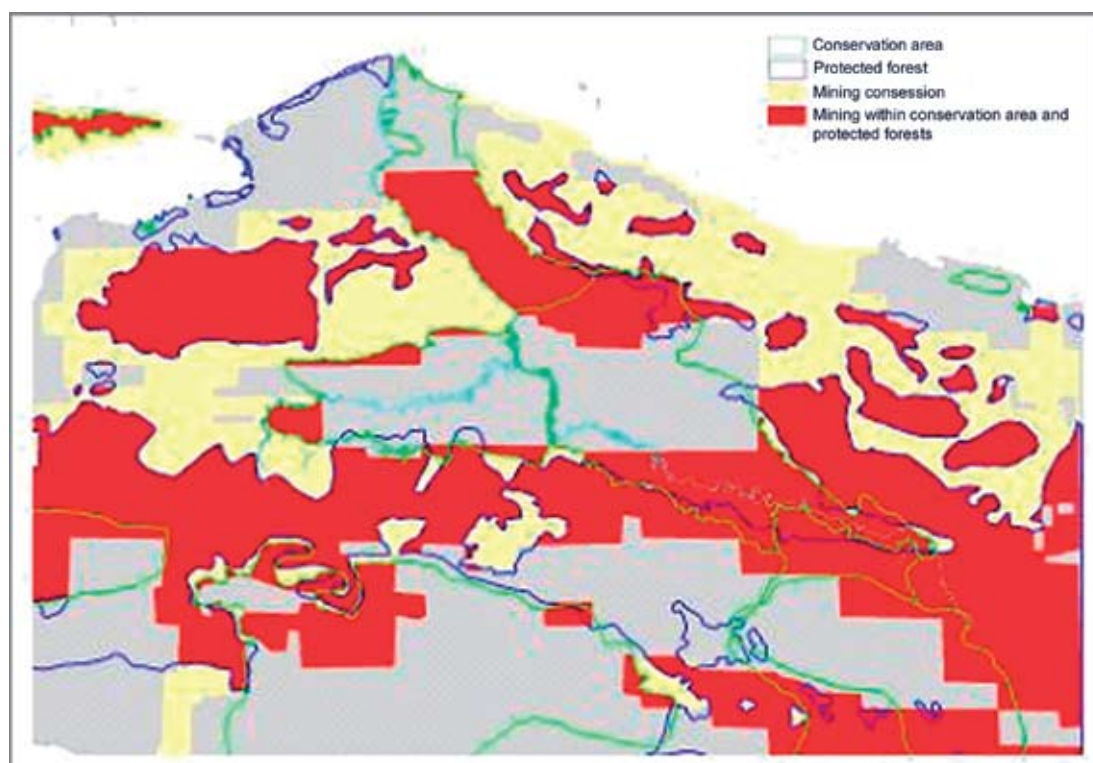 Conservation area
Protected forest
Mining consession
Mining within conservation area and
protected forests